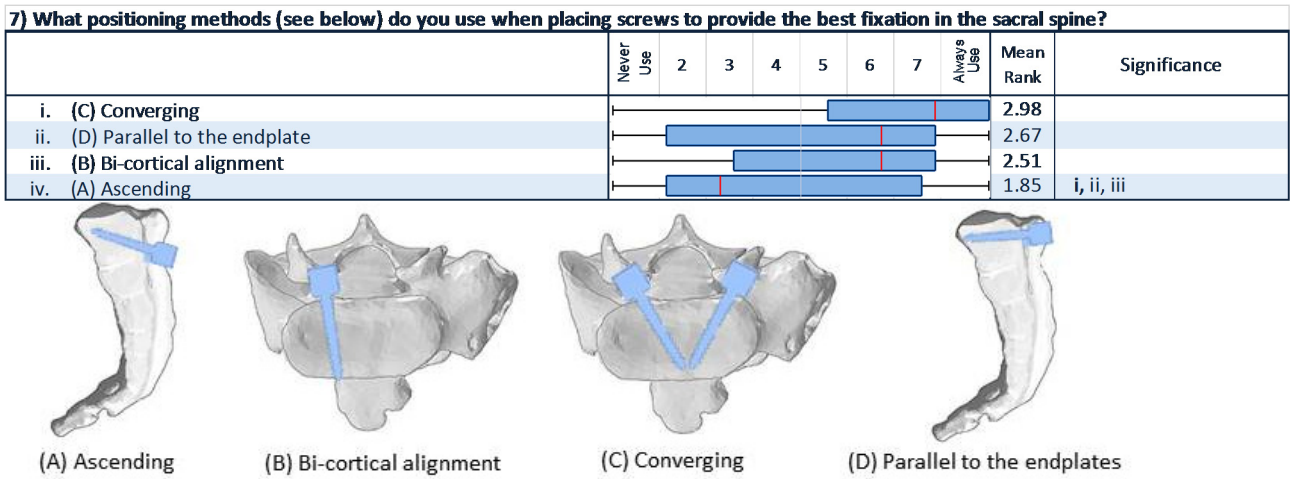 7) What positioning methods (see below) do you use when placing screws to provide the best fixation in the sacral spine?
Never Use 2 3 4 5 6 7 Always Use Mean Rank Significance
i. (C) Converging 2.98
ii. (D) Parallel to the endplate 2.67
iii. (B) Bi-cortical alignment 2.51
iv. (A) Ascending 1.85 i, ii, iii
(A) Ascending (B) Bi-cortical alignment (C) Converging (D) Parallel to the endplates